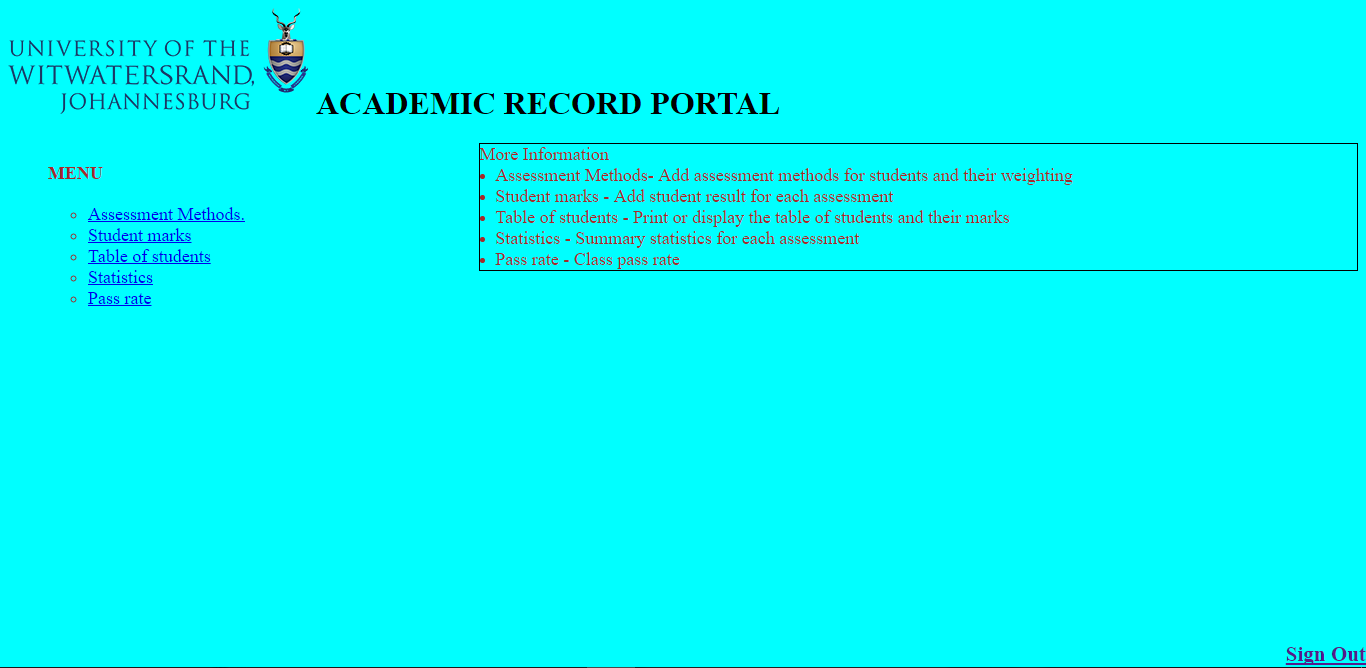 UNIVERSITY OF THE
WITWATERSRAND,
JOHANNESBURG
ACADEMIC RECORD PORTAL
MENU
Assessment Methods.
Student marks
Table of students
Statistics
Pass rate
More Information
Assessment Methods- Add assessment methods for students and their weighting
Student marks - Add student result for each assessment
Table of students - Print or display the table of students and their marks
Statistics - Summary statistics for each assessment
Pass rate - Class pass rate
Sign Out